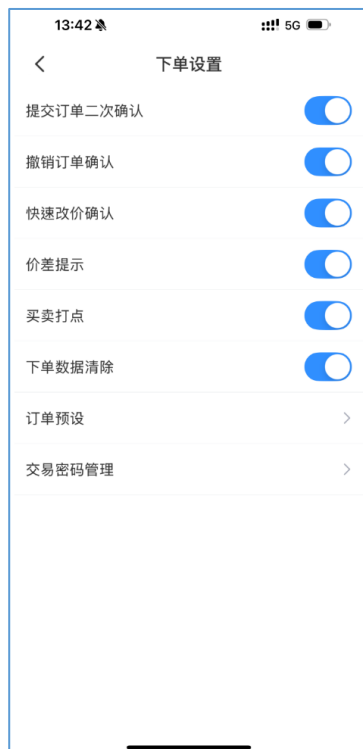 13:42 5G
下单设置
提交订单二次确认
撤销订单确认
快速改价确认
价差提示
买卖打点
下单数据清除
订单预设
交易密码管理